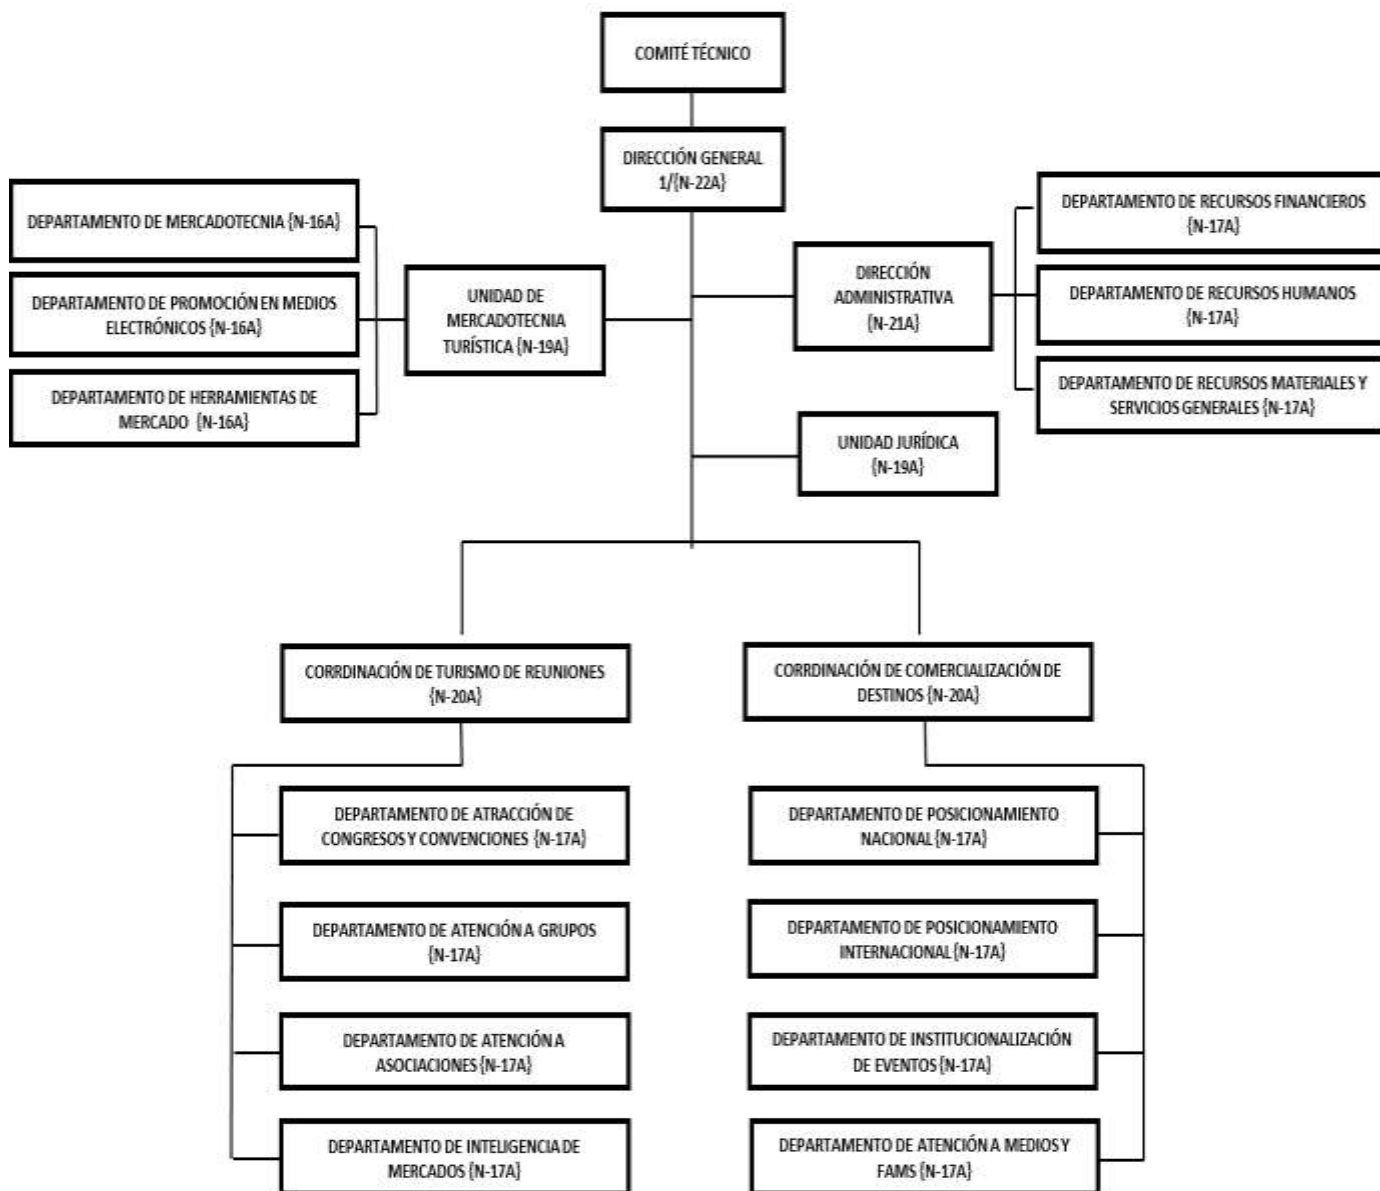 COMITÉ TÉCNICO
DIRECCIÓN GENERAL
1/{N-22A}
DEPARTAMENTO DE MERCADOTECNIA {N-16A}
DEPARTAMENTO DE PROMOCIÓN EN MEDIOS
ELECTRÓNICOS {N-16A}
DEPARTAMENTO DE HERRAMIENTAS DE
MERCADO {N-16A}
UNIDAD DE
MERCADOTECNIA
TURÍSTICA {N-19A}
DIRECCIÓN
ADMINISTRATIVA
{N-21A}
DEPARTAMENTO DE RECURSOS FINANCIEROS
{N-17A}
DEPARTAMENTO DE RECURSOS HUMANOS
{N-17A}
DEPARTAMENTO DE RECURSOS MATERIALES Y
SERVICIOS GENERALES {N-17A}
UNIDAD JURÍDICA
{N-19A}
CORRDINACIÓN DE TURISMO DE REUNIONES
{N-20A}
CORRDINACIÓN DE COMERCIALIZACIÓN DE
DESTINOS {N-20A}
DEPARTAMENTO DE ATRACCIÓN DE
CONGRESOS Y CONVENCIONES {N-17A}
DEPARTAMENTO DE ATENCIÓN A GRUPOS
{N-17A}
DEPARTAMENTO DE ATENCIÓN A
ASOCIACIONES {N-17A}
DEPARTAMENTO DE INTELIGENCIA DE
MERCADOS {N-17A}
DEPARTAMENTO DE POSICIONAMIENTO
NACIONAL {N-17A}
DEPARTAMENTO DE POSICIONAMIENTO
INTERNACIONAL {N-17A}
DEPARTAMENTO DE INSTITUCIONALIZACIÓN
DE EVENTOS {N-17A}
DEPARTAMENTO DE ATENCIÓN A MEDIOS Y
FAMS {N-17A}